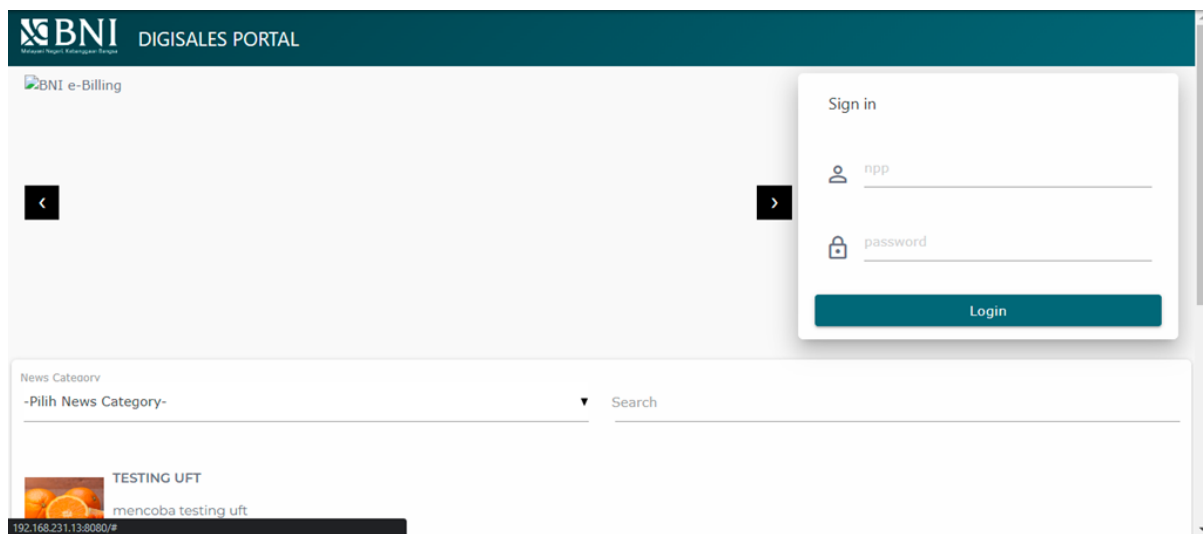 BNI
Melayani Negeri, Kebanggaan Bangsa
DIGISALES PORTAL
BNI e-Billing
Sign in
npp
password
Login
News Category
-Pilih News Category-
Search
TESTING UFT
mencoba testing uft
192.168.231.13:8080/#